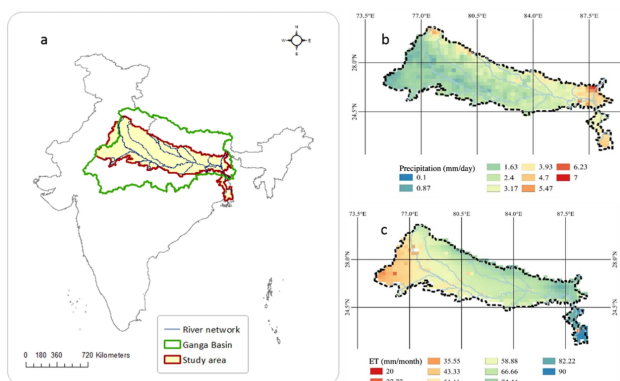 a
N
W
E
S
River network
Ganga Basin
Study area
0 180 360 720 Kilometers
73.5°E 77.0°E 80.5°E 84.0°E 87.5°E
b
28.0°N
24.5°N
Precipitation (mm/day)
0.1
0.87
1.63
2.4
3.17
3.93
4.7
5.47
6.23
7
73.5°E 77.0°E 80.5°E 84.0°E 87.5°E
c
28.0°N
24.5°N
ET (mm/month)
20
35.55
43.33
58.88
66.66
82.22
90